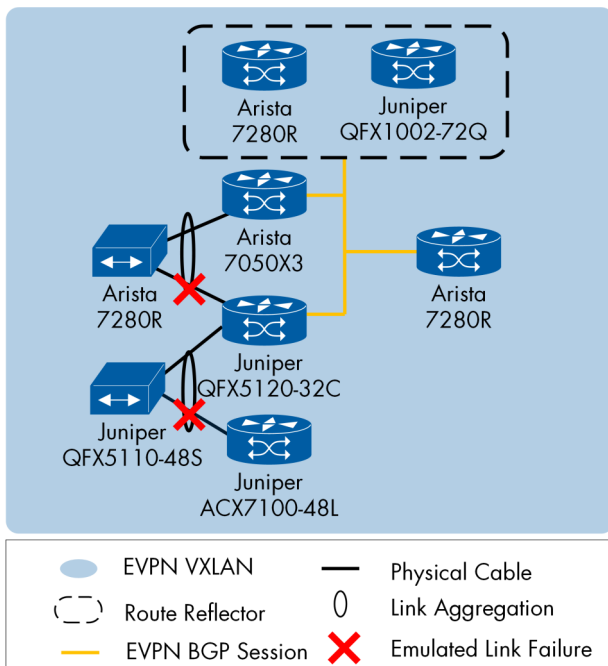 Arista
7280R
Juniper
QFX1002-72Q
Arista
7050X3
Arista
7280R
Arista
7280R
Juniper
QFX5120-32C
Juniper
QFX5110-48S
Juniper
ACX7100-48L
EVPN VXLAN
Physical Cable
Route Reflector
Link Aggregation
EVPN BGP Session
Emulated Link Failure